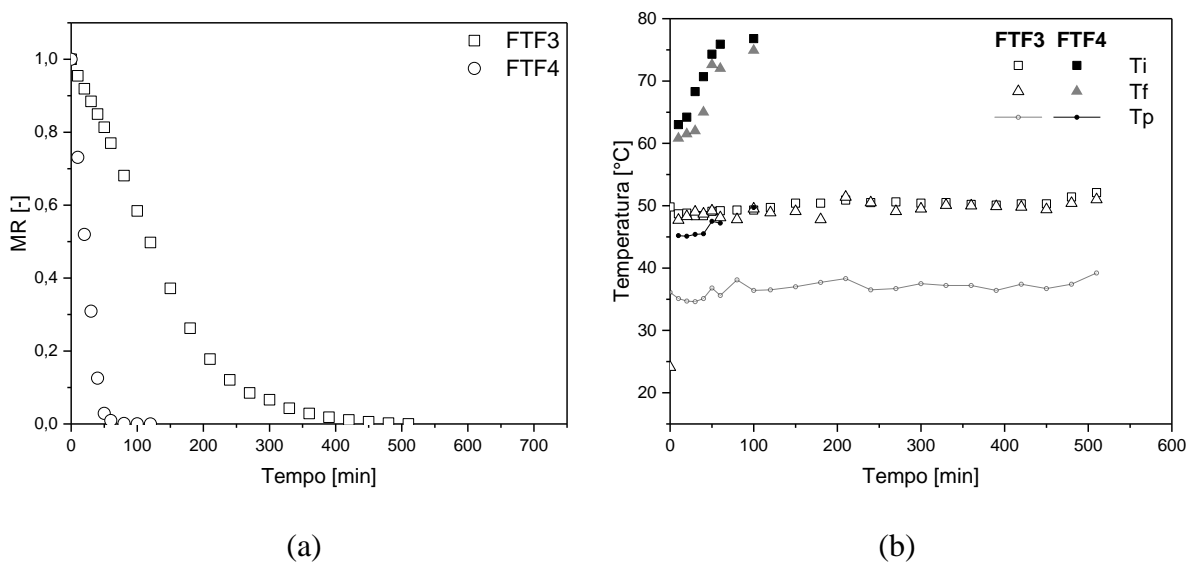 FTF3
FTF4
1,0
0,8
0,6
0,4
0,2
0,0
MR [-]
0 100 200 300 400 500 600 700
Tempo [min]
(a)
FTF3 FTF4
Ti
Tf
Tp
80
70
60
50
40
30
20
Temperatura [°C]
0 100 200 300 400 500 600
Tempo [min]
(b)